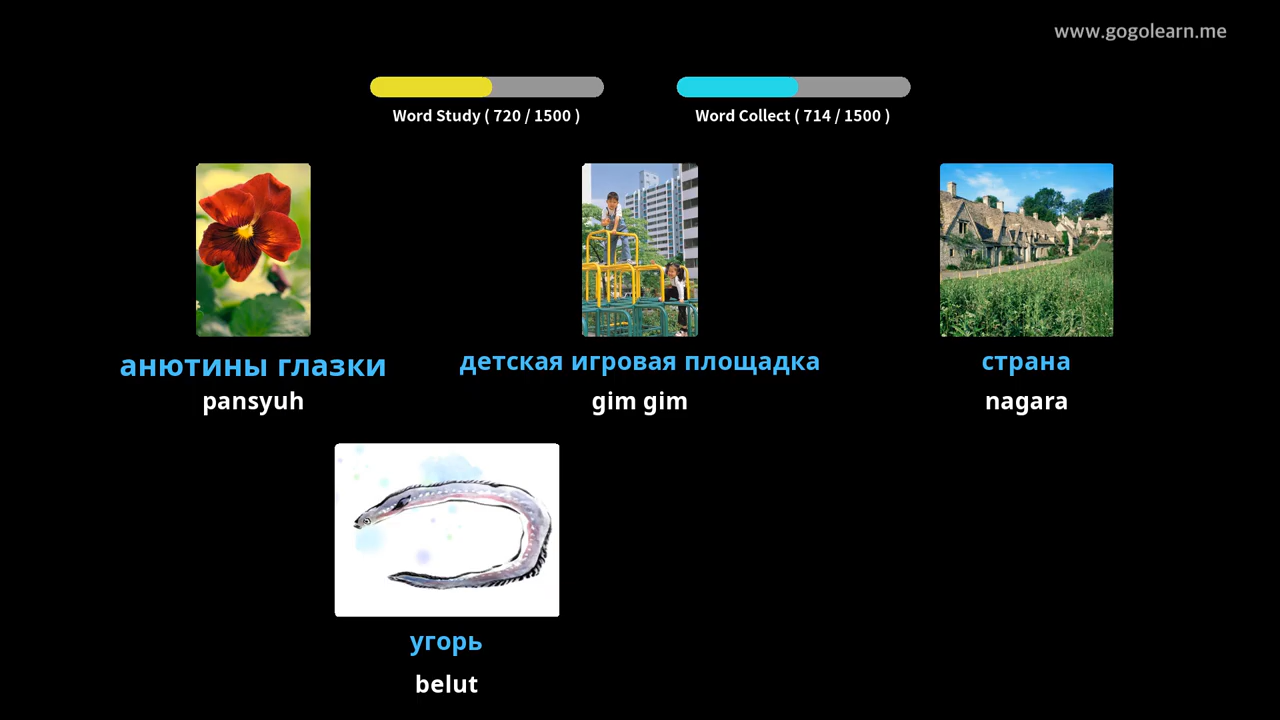 www.gogolearn.me
Word Study ( 720 / 1500 )
Word Collect ( 714 / 1500 )
анютины глазки
детская игровая площадка
страна
pansyuh
gim gim
nagara
угорь
belut